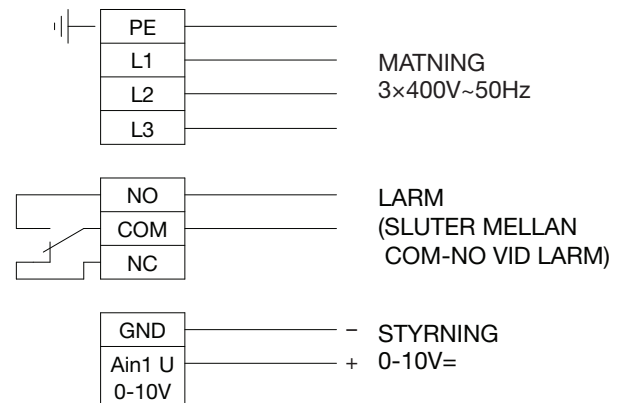 PE
L1
L2
L3
MATNING
3×400V~50Hz
NO
COM
NC
LARM
(SLUTER MELLAN
COM-NO VID LARM)
GND
Ain1 U
0-10V
– STYRNING
+ 0-10V=